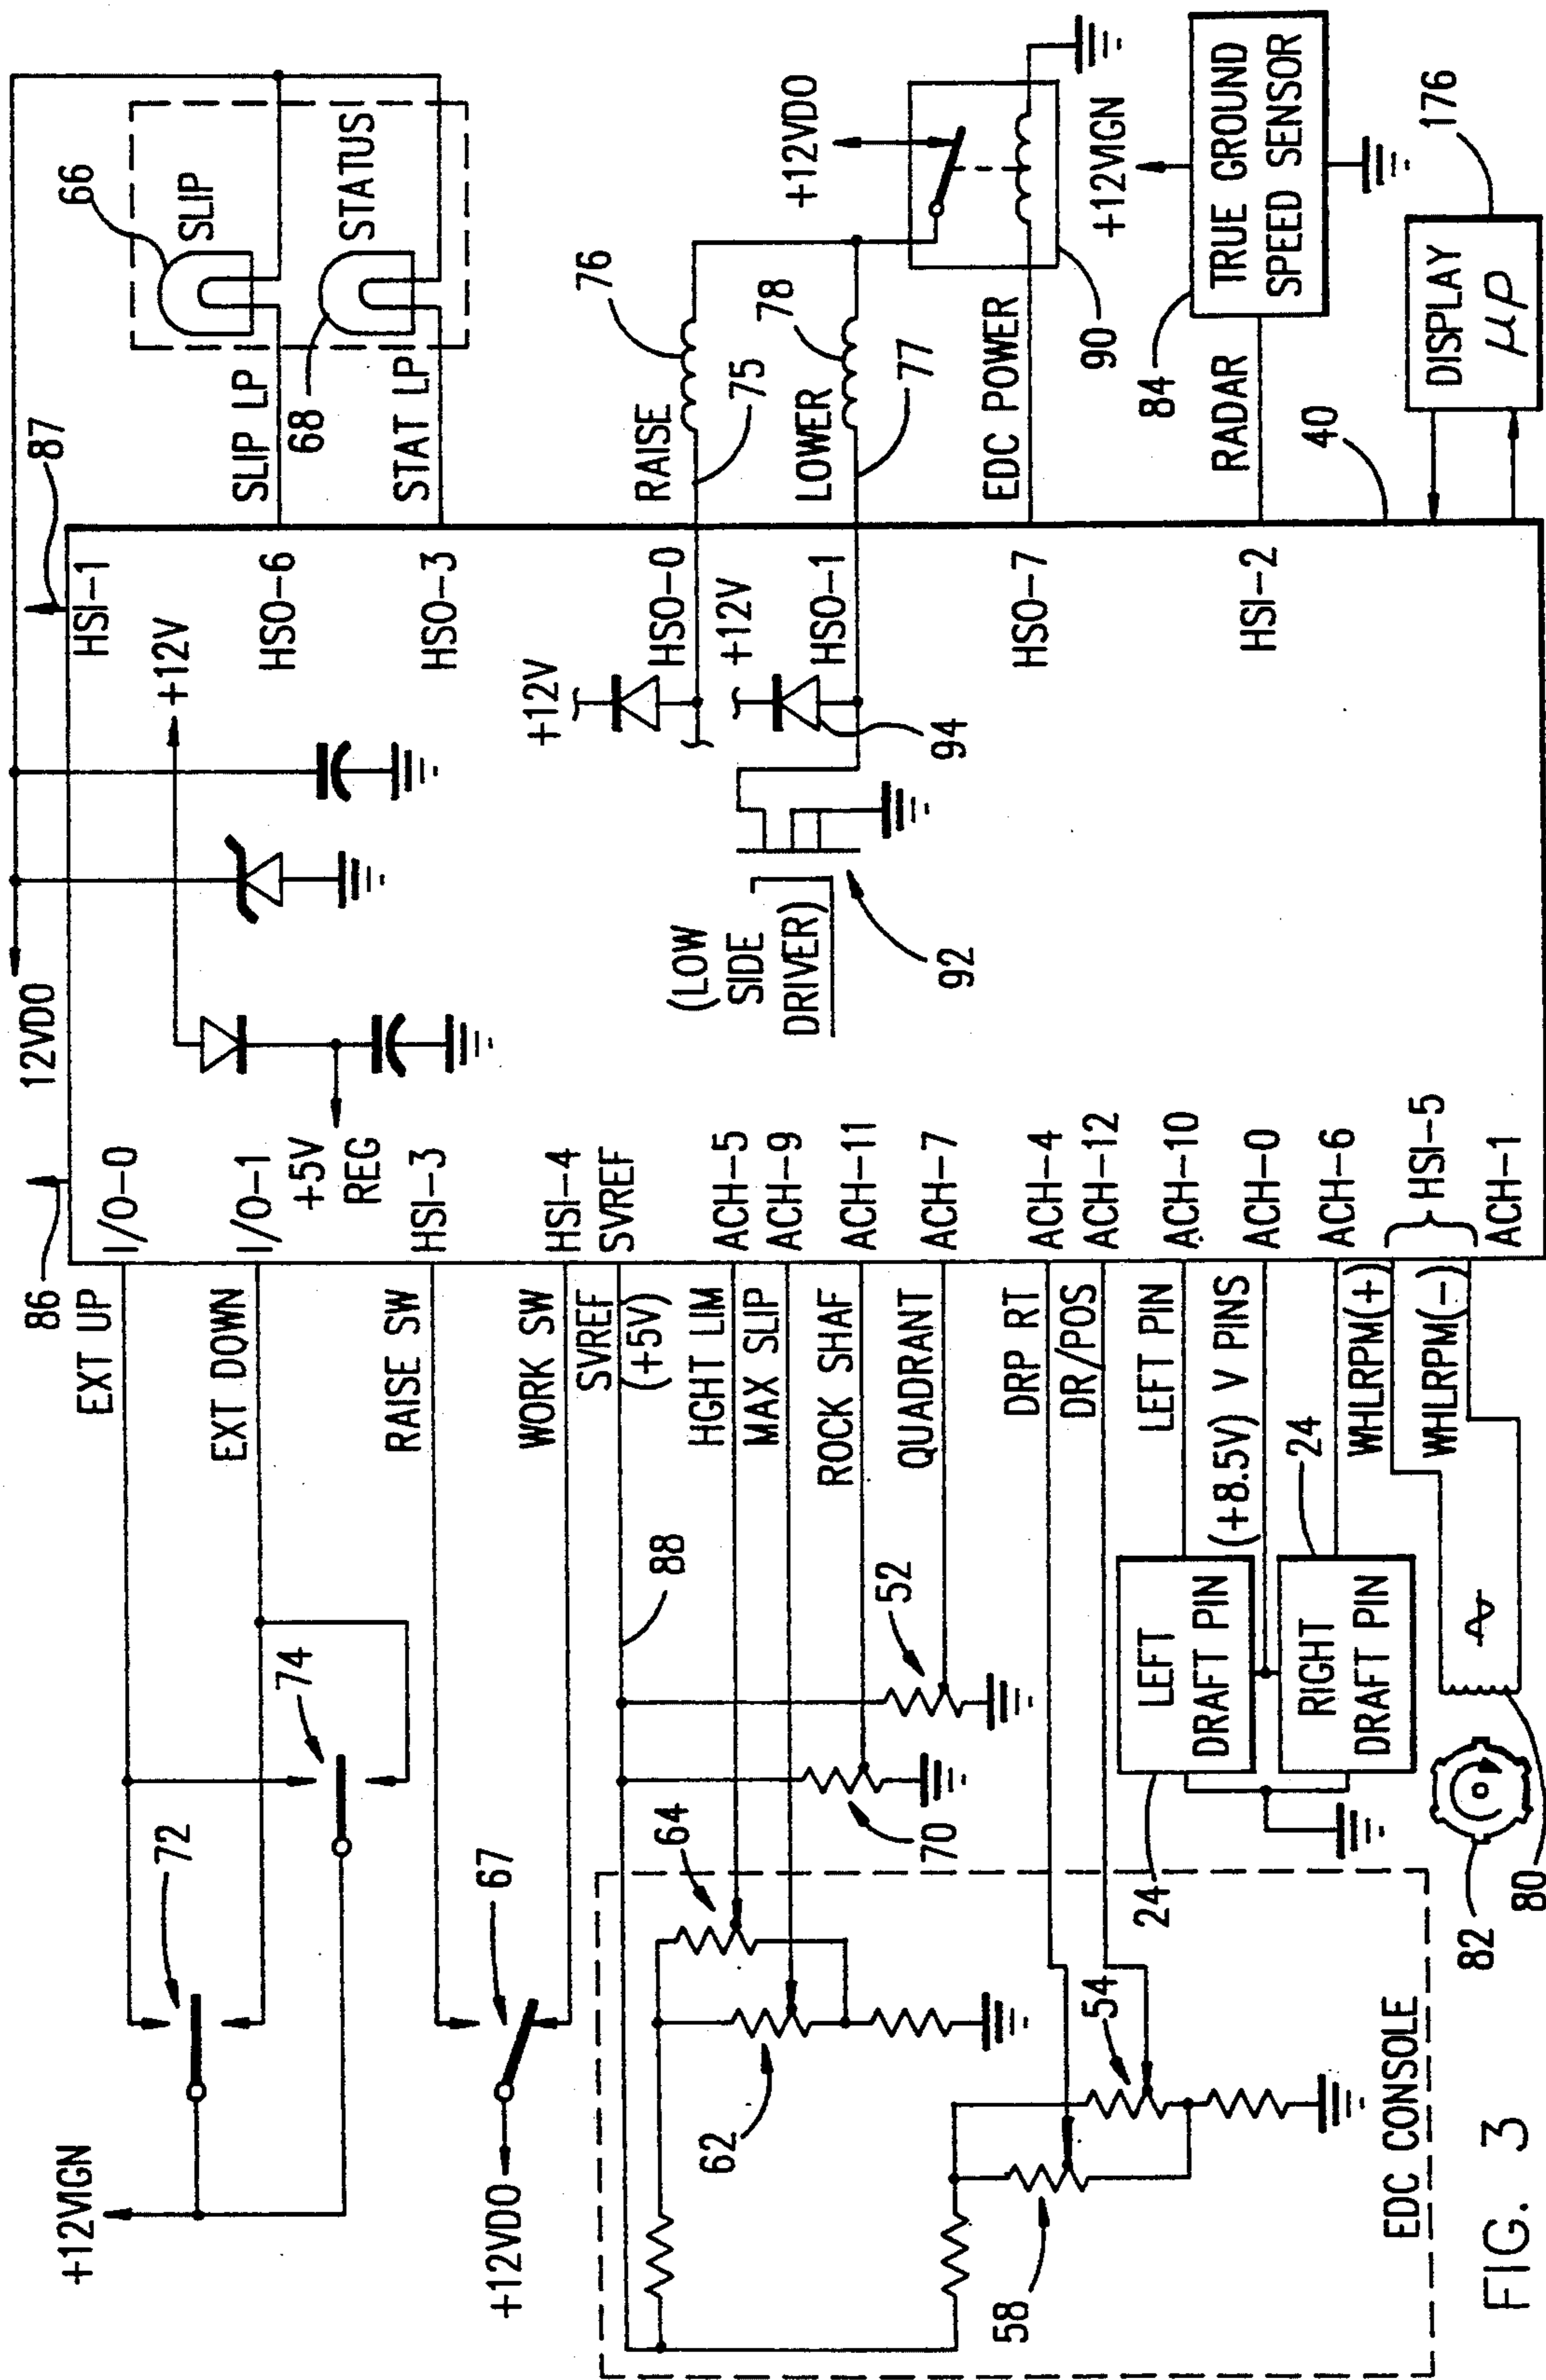 +12VIGN
72
74
EXT UP
EXT DOWN
86
I/O-0
I/O-1
12VDO
+12V
+5V
REG
HSI-1
87
66
SLIP
STATUS
68
SLIP LP
STAT LP
HSO-6
HSO-3
+12VDO
67
RAISE SW
WORK SW
HSI-3
HSI-4
SVREF
SVREF
(+5V)
88
HGHT LIM
MAX SLIP
ROCK SHAF
QUADRANT
ACH-5
ACH-9
ACH-11
ACH-7
64
62
70
52
(LOW
SIDE
DRIVER)
92
+12V
HSO-0
+12V
HSO-1
94
RAISE
75
76
LOWER
77
78
+12VDO
EDC POWER
HSO-7
90
58
54
EDC CONSOLE
DRP RT
DR/POS
LEFT PIN
(+8.5V) V PINS
ACH-4
ACH-12
ACH-10
ACH-0
ACH-6
LEFT
DRAFT PIN
24
RIGHT
DRAFT PIN
24
WHLRPM(+)
WHLRPM(-)
HSI-5
ACH-1
82
80
+12VIGN
TRUE GROUND
SPEED SENSOR
84
RADAR
HSI-2
40
DISPLAY
μP
176
FIG. 3